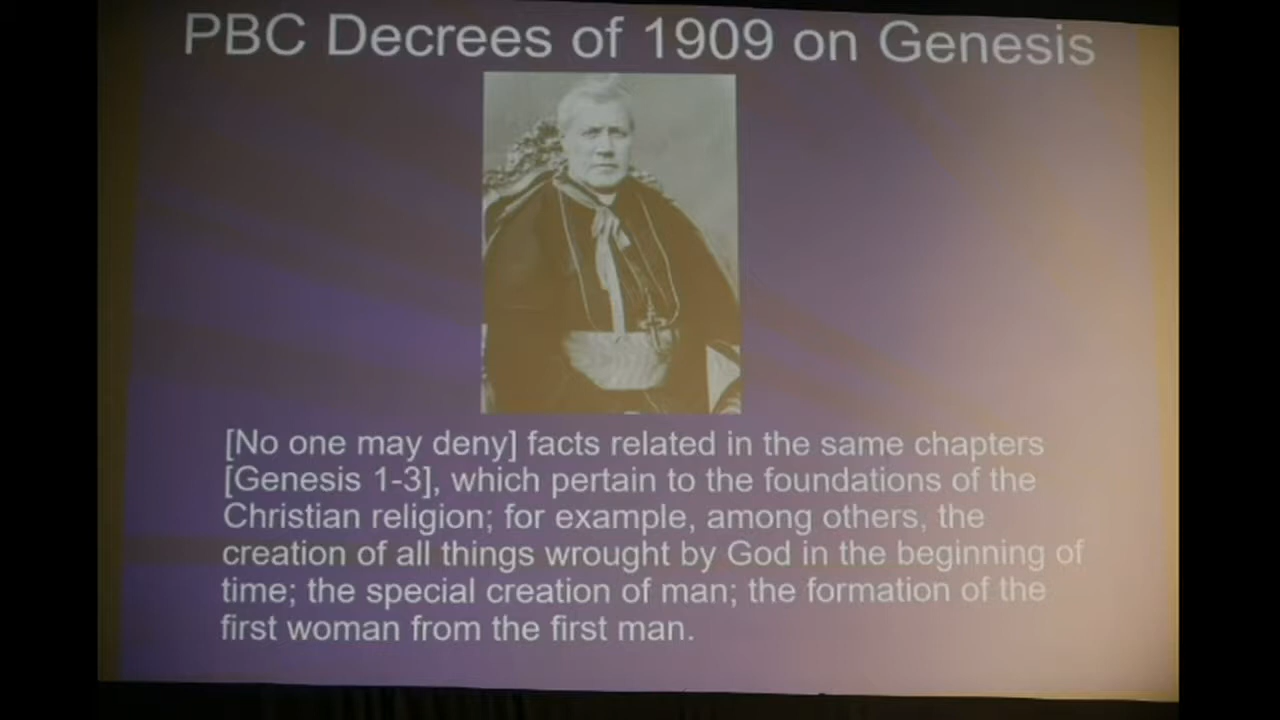 PBC Decrees of 1909 on Genesis
[No one may deny] facts related in the same chapters
[Genesis 1-3], which pertain to the foundations of the
Christian religion; for example, among others, the
creation of all things wrought by God in the beginning of
time; the special creation of man; the formation of the
first woman from the first man.